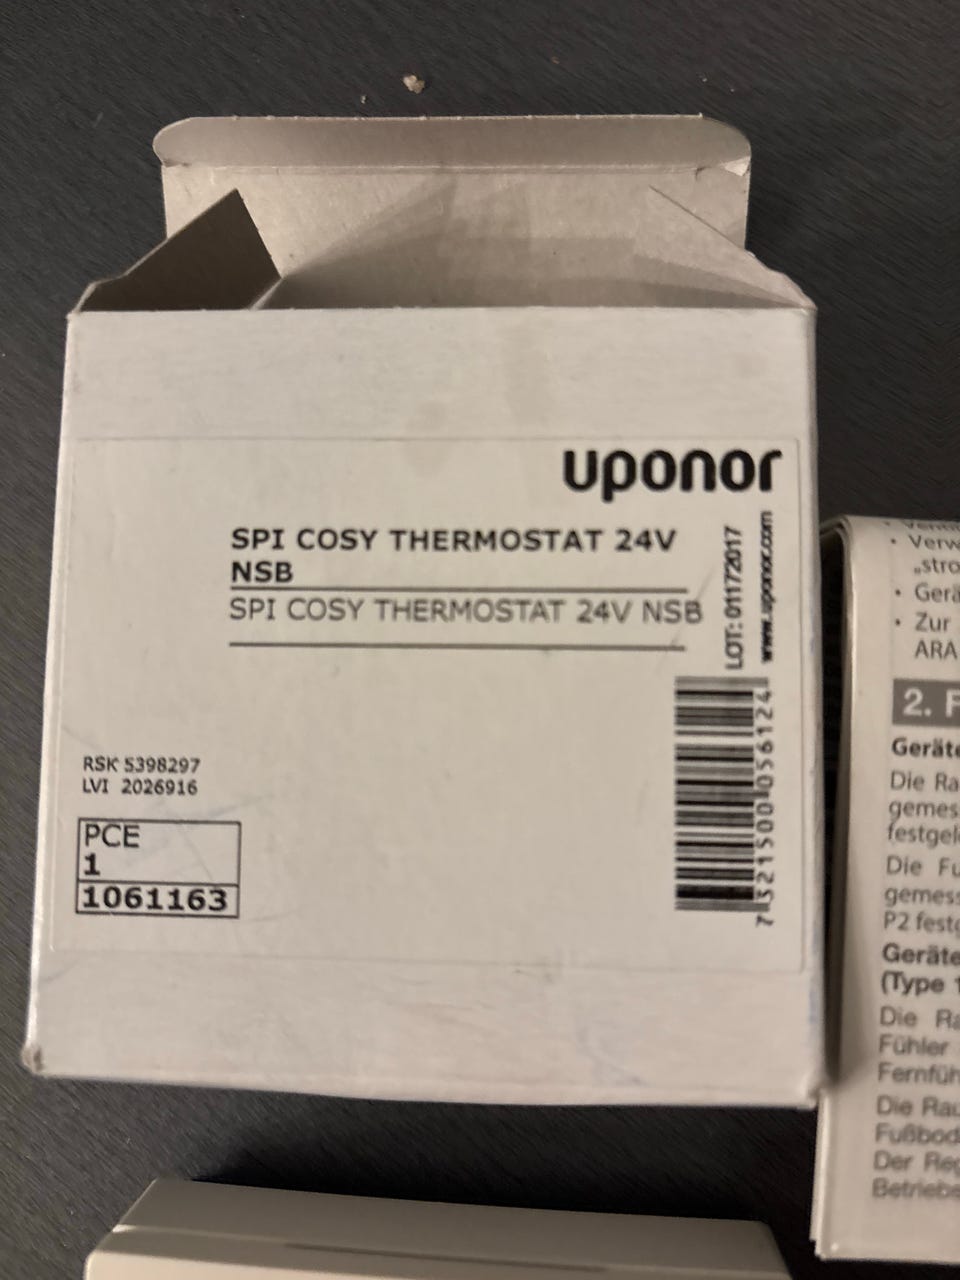 uponor
SPI COSY THERMOSTAT 24V
NSB
SPI COSY THERMOSTAT 24V NSB
LOT: 01172017
www.uponor.com
7321500056124
RSK 5398297
LVI 2026916
PCE
1
1061163
• Verw
„stro
• Gerä
• Zur
ARA
2. F
Geräte
Die Ra
gemes
festgel
Die Fu
gemess
P2 festg
Geräte
(Type 1
Die Ra
Fühler
Fernfüh
Die Rau
Fußbod
Der Reg
Betriebe